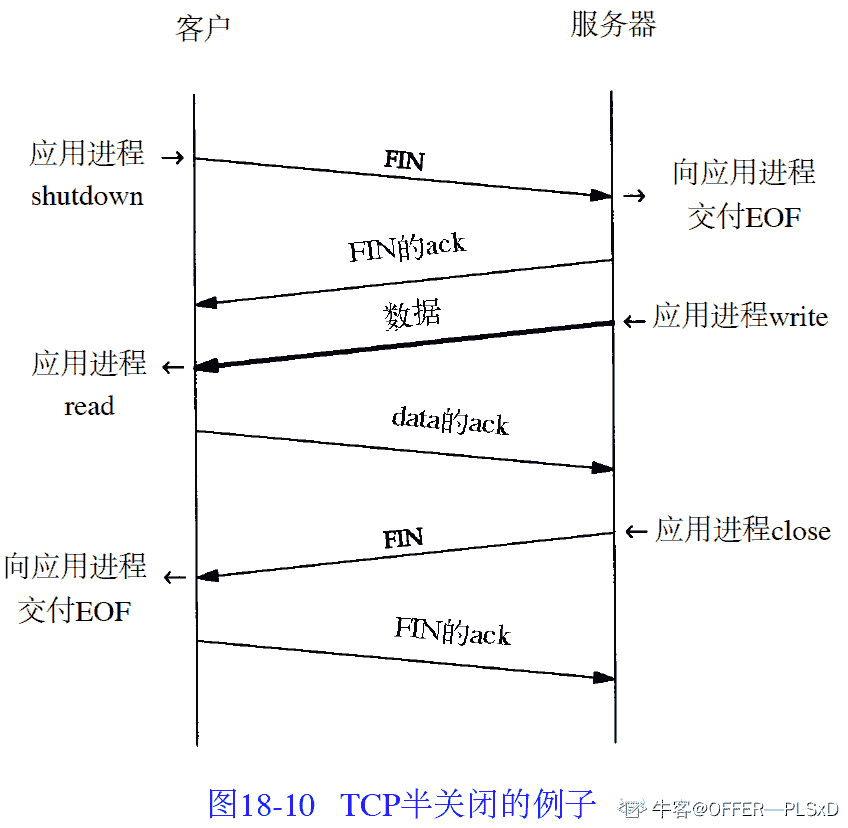 客户
服务器
应用进程
shutdown
FIN
向应用进程
交付EOF
FIN的ack
数据
应用进程write
应用进程
read
data的ack
应用进程close
FIN
向应用进程
交付EOF
FIN的ack
图18-10 TCP半关闭的例子
牛客@OFFER—PLSxD